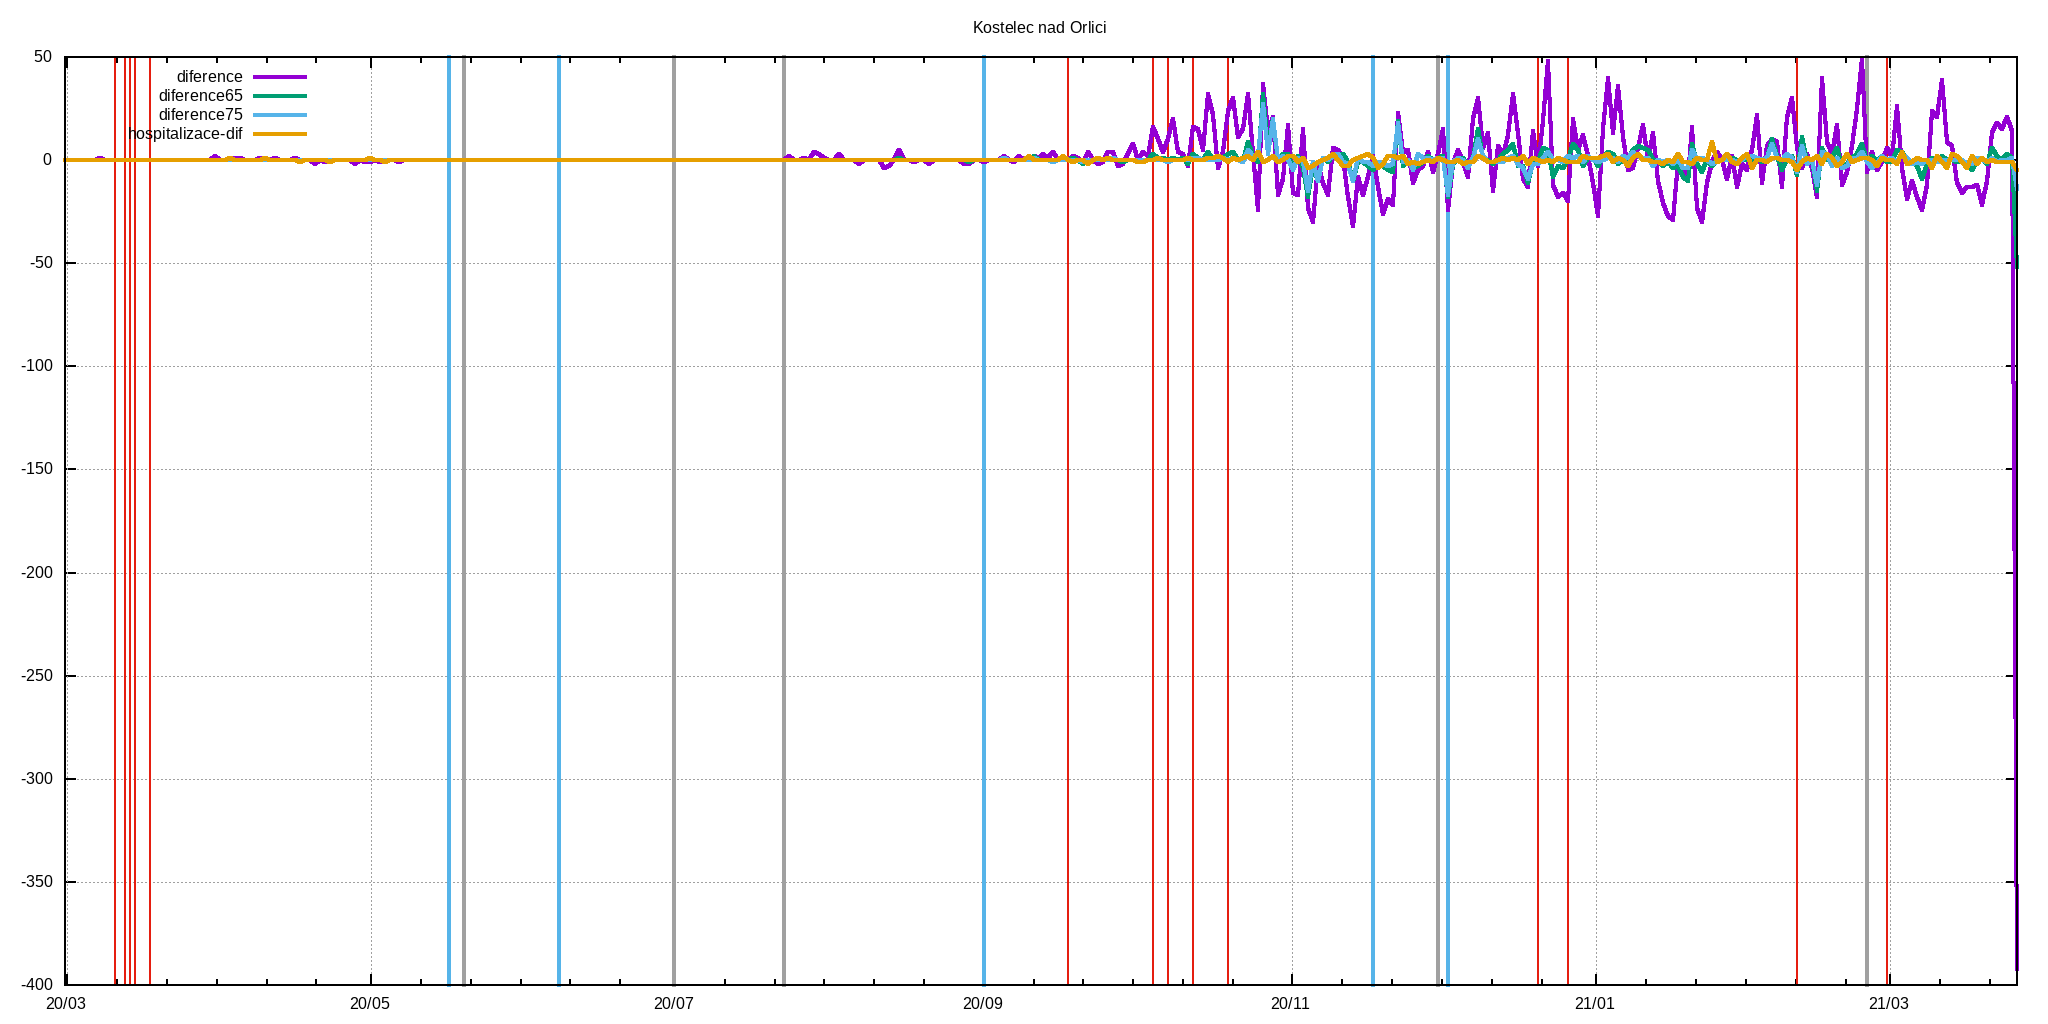 Kostelec nad Orlici
50
diference
diference65
diference75
hospitalizace-dif
0
-50
-100
-150
-200
-250
-300
-350
-400
20/03 20/05 20/07 20/09 20/11 21/01 21/03